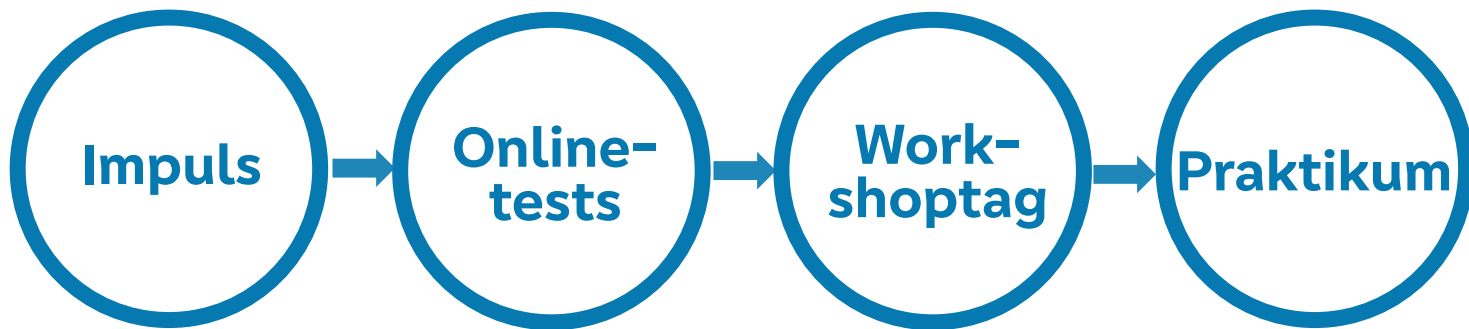 Impuls
Online-
tests
Work-
shoptag
Praktikum